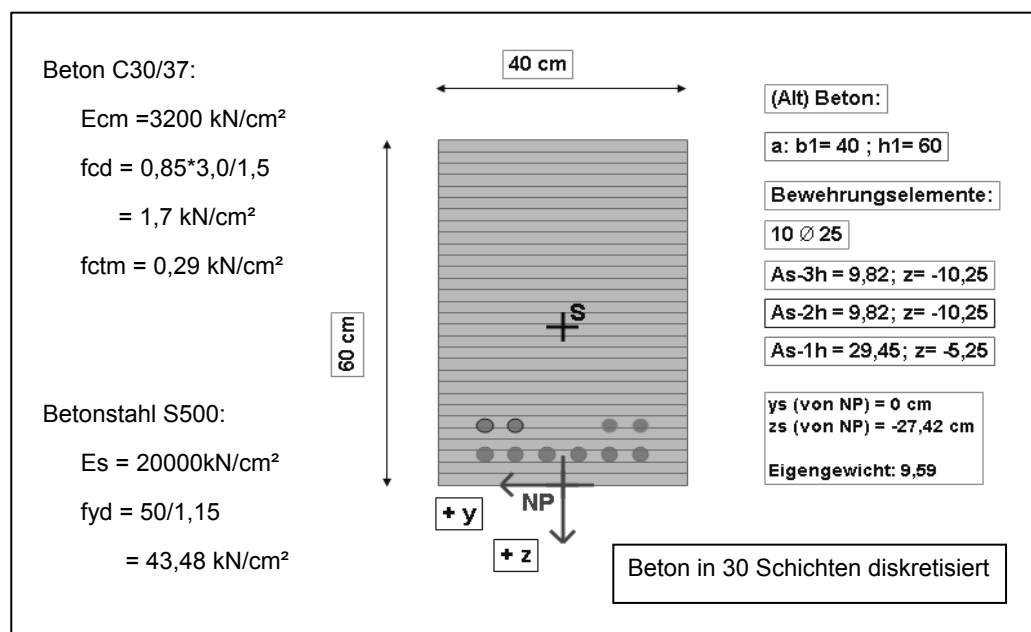 Beton C30/37:
Ecm =3200 kN/cm²
fcd = 0,85*3,0/1,5
= 1,7 kN/cm²
fctm = 0,29 kN/cm²
Betonstahl S500:
Es = 20000kN/cm²
fyd = 50/1,15
= 43,48 kN/cm²
40 cm
60 cm
S
NP
+ y
+ z
(Alt) Beton:
a: b1= 40 ; h1= 60
Bewehrungselemente:
10 ∅ 25
As-3h = 9,82; z= -10,25
As-2h = 9,82; z= -10,25
As-1h = 29,45; z= -5,25
ys (von NP) = 0 cm
zs (von NP) = -27,42 cm
Eigengewicht: 9,59
Beton in 30 Schichten diskretisiert